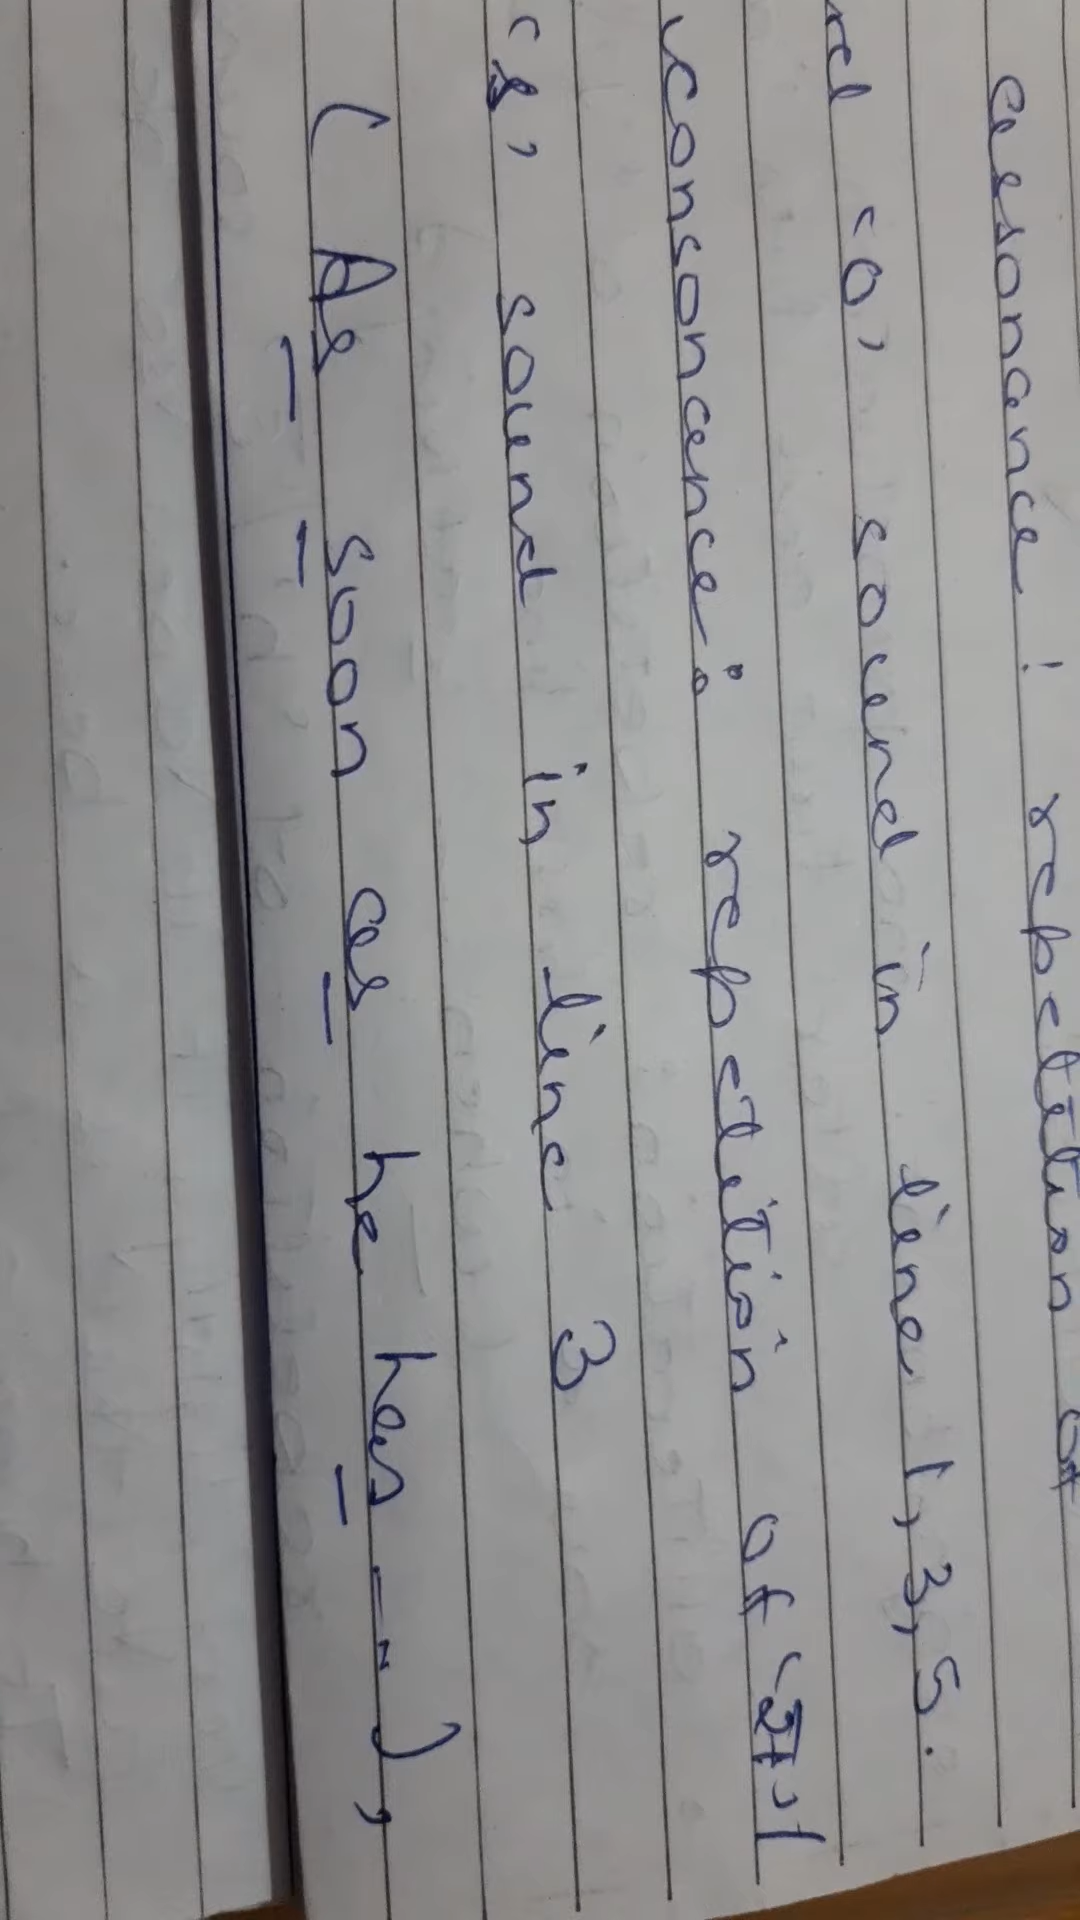 assonance : repetition of
'o' sound in line 1, 3, 5.
consonance : repetition of 'স' /
's' sound in line 3
( As soon as he has - - ) ,